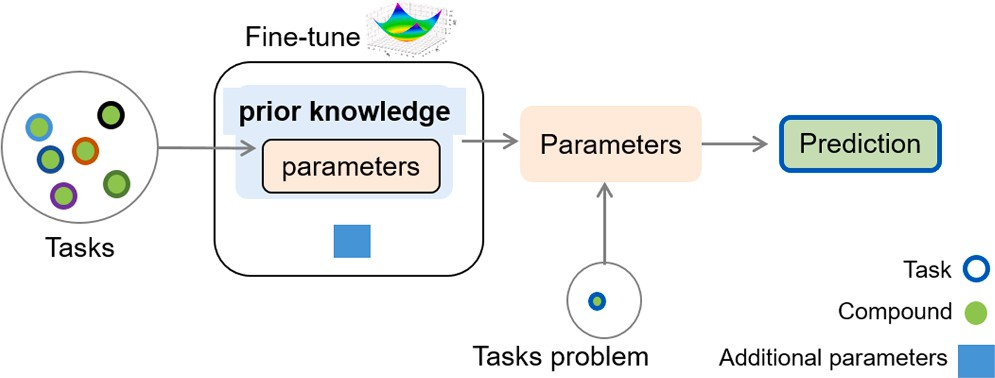 Fine-tune
prior knowledge
parameters
Tasks
Parameters
Prediction
Tasks problem
Task
Compound
Additional parameters